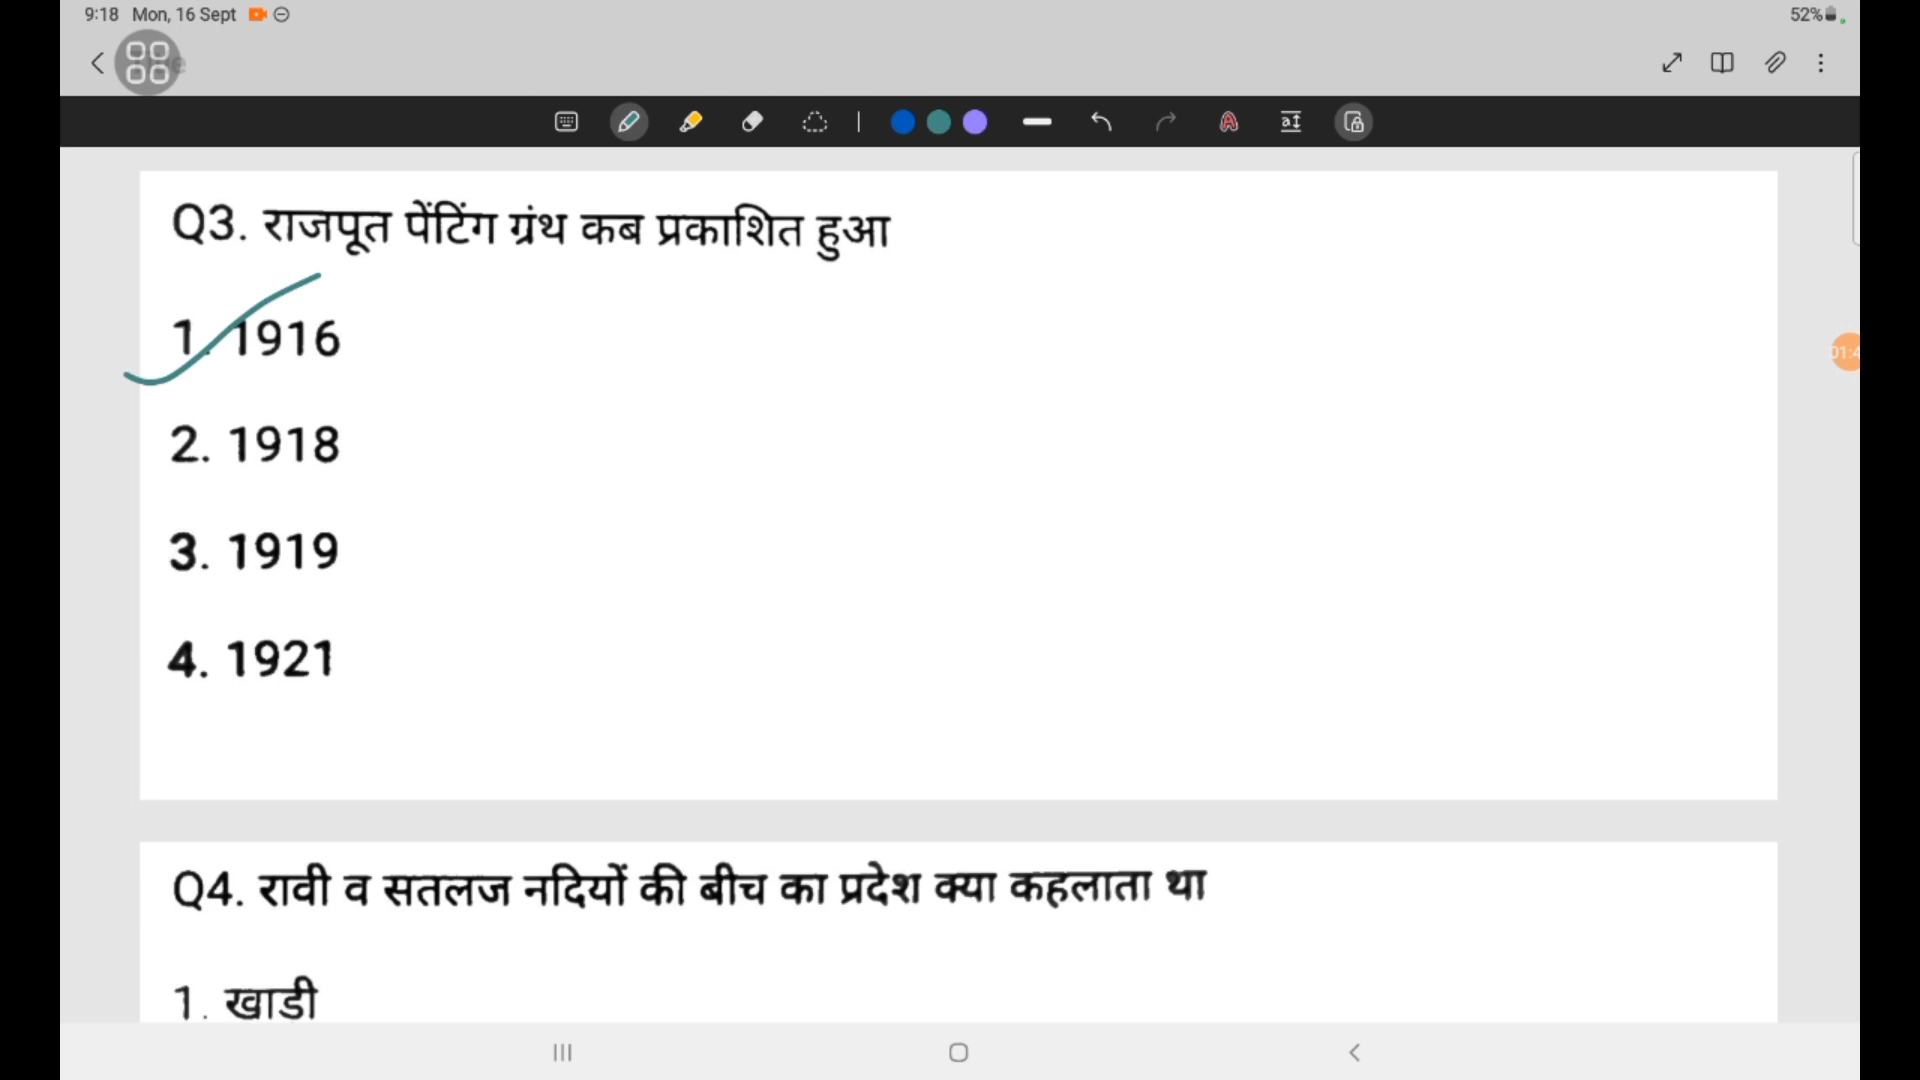 9:18 Mon, 16 Sept
52%
Q3. राजपूत पेंटिंग ग्रंथ कब प्रकाशित हुआ
1. 1916
2. 1918
3. 1919
4. 1921
Q4. रावी व सतलज नदियों की बीच का प्रदेश क्या कहलाता था
1. खाडी